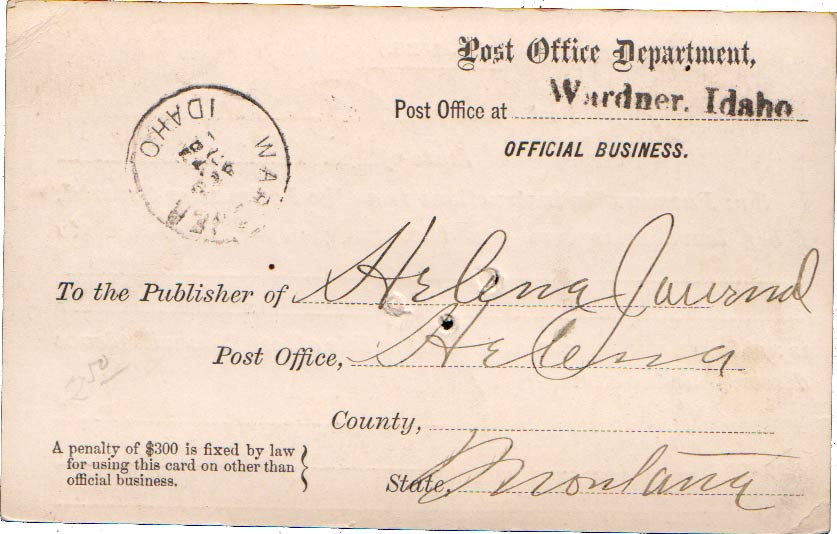 Post Office Department,
Post Office at Wardner. Idaho
OFFICIAL BUSINESS.
WARDNER
IDAHO
To the Publisher of Helena Journal
Post Office, Helena
2 50
County,
A penalty of $300 is fixed by law
for using this card on other than
official business.
State, Montana